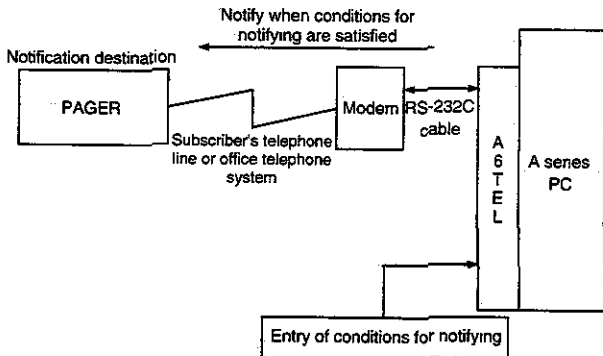 Notify when conditions for
notifying are satisfied
Notification destination
PAGER
Modem
RS-232C
cable
Subscriber's telephone
line or office telephone
system
A
6
T
E
L
A series
PC
Entry of conditions for notifying